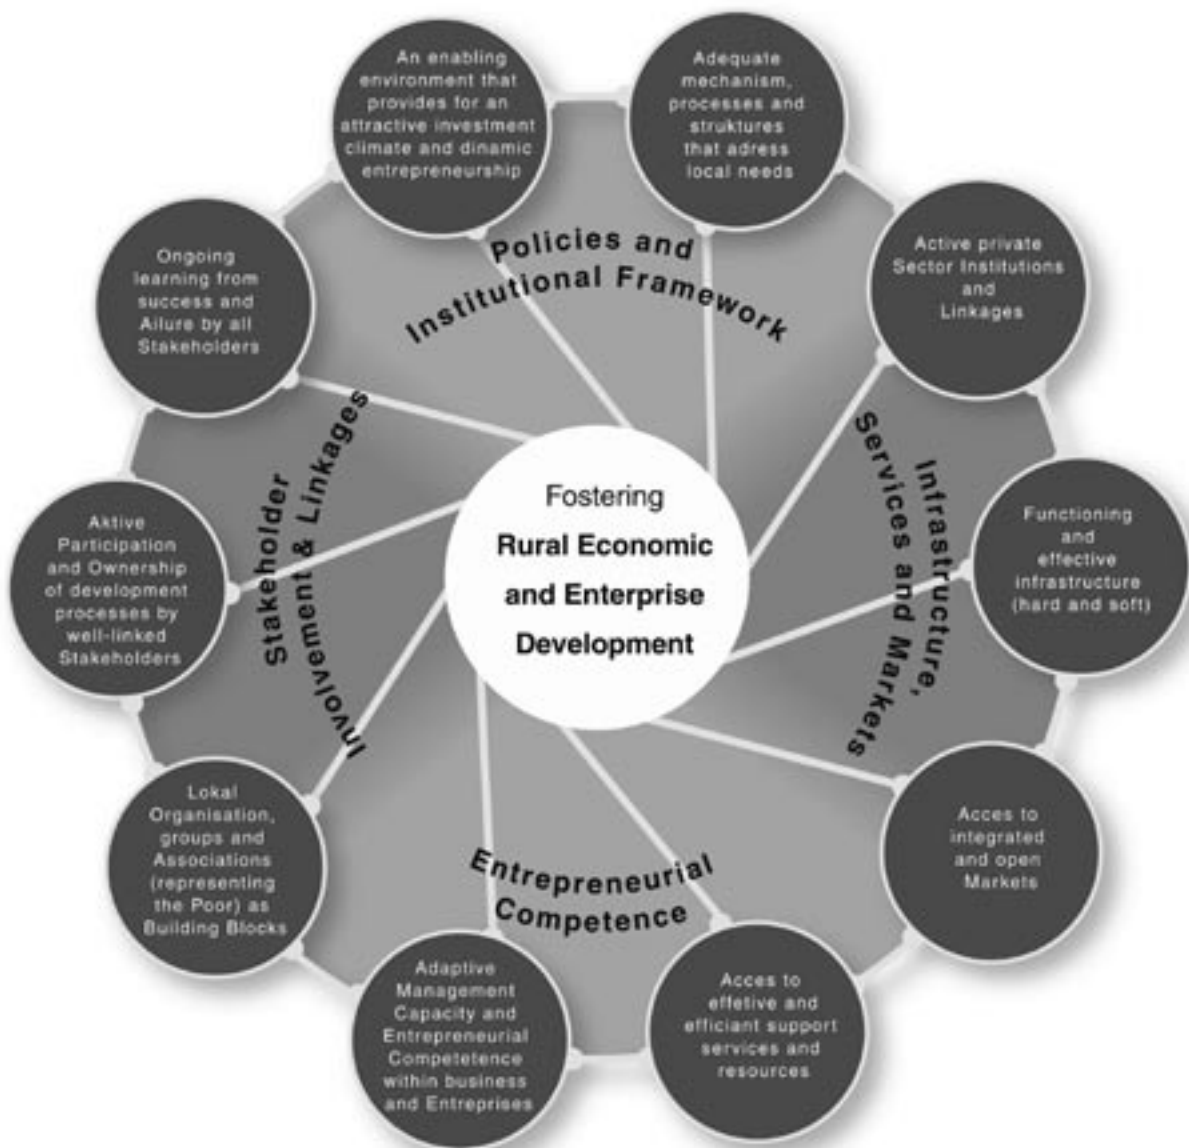 An enabling
environment that
provides for an
attractive investment
climate and dinamic
entrepreneurship
Adequate
mechanism,
processes and
struktures
that adress
local needs
Active private
Sector Institutions
and
Linkages
Functioning
and
effective
infrastructure
(hard and soft)
Acces to
integrated
and open
Markets
Acces to
effetive and
efficiant support
services and
resources
Adaptive
Management
Capacity and
Entrepreneurial
Competetence
within business
and Entreprises
Lokal
Organisation,
groups and
Associations
(representing
the Poor) as
Building Blocks
Aktive
Participation
and Ownership
of development
processes by
well-linked
Stakeholders
Ongoing
learning from
success and
Ailure by all
Stakeholders
Policies and
Institutional Framework
Infrastructure,
Services and Markets
Entrepreneurial
Competence
Stakeholder
Involvement & Linkages
Fostering
Rural Economic
and Enterprise
Development